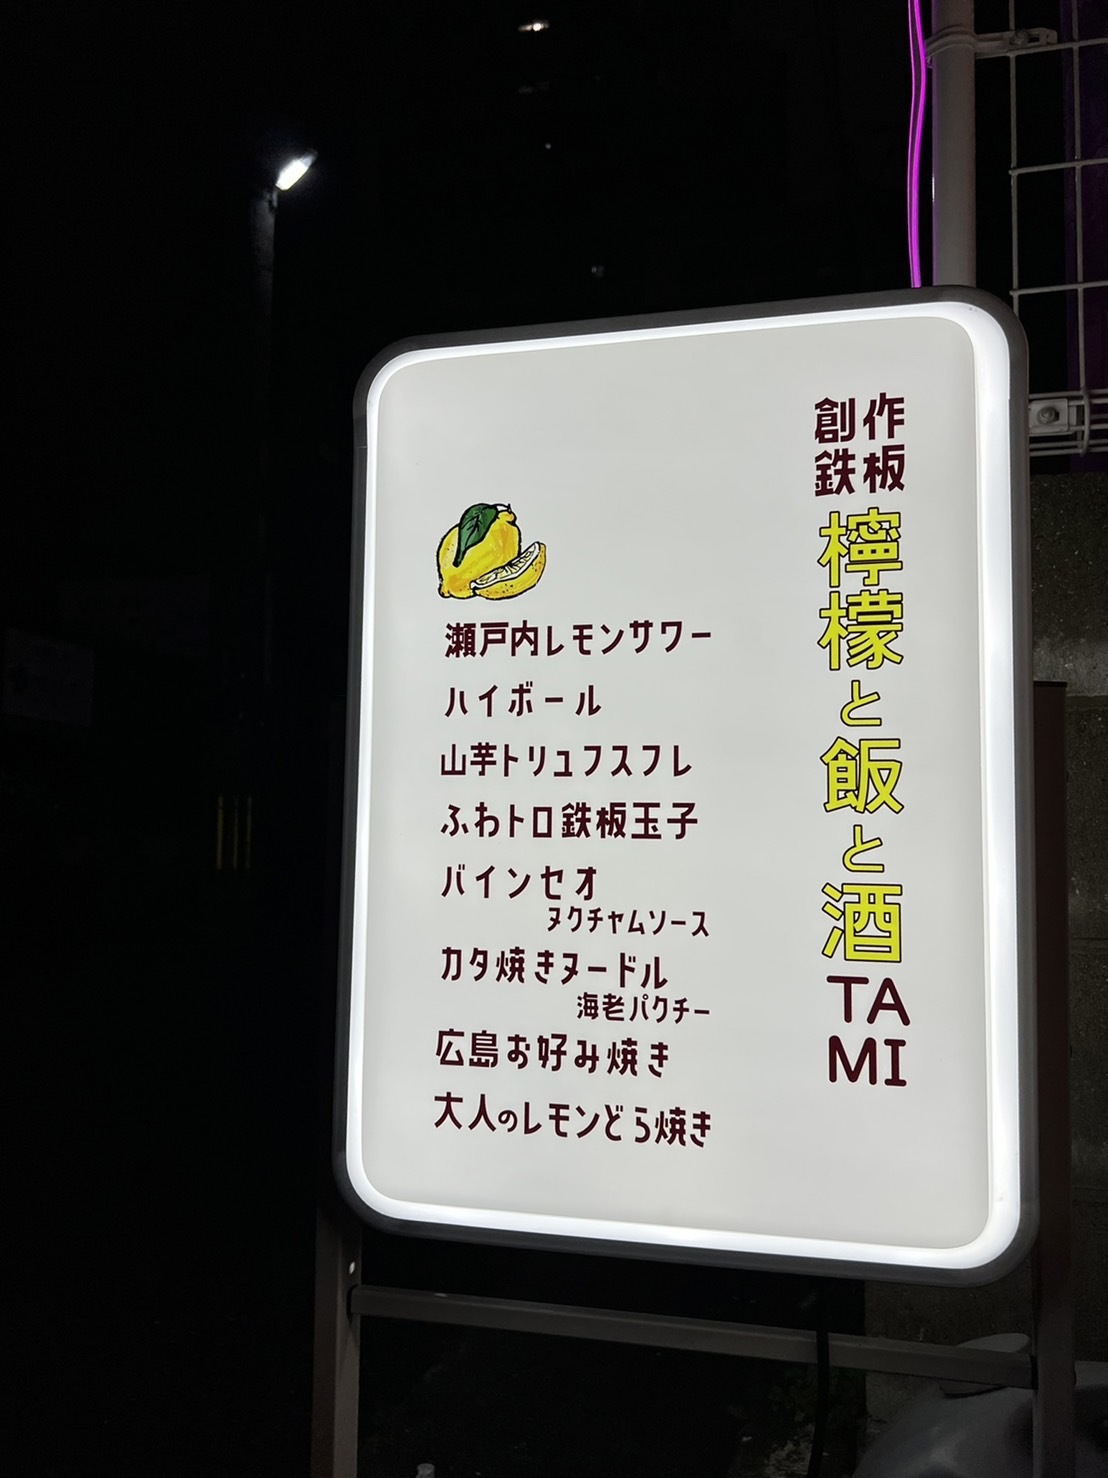 創作
鉄板
檸檬と飯と酒
TA
MI
瀬戸内レモンサワー
ハイボール
山芋トリュフスフレ
ふわトロ鉄板玉子
バインセオ
ヌクチャムソース
カタ焼きヌードル
海老パクチー
広島お好み焼き
大人のレモンどら焼き